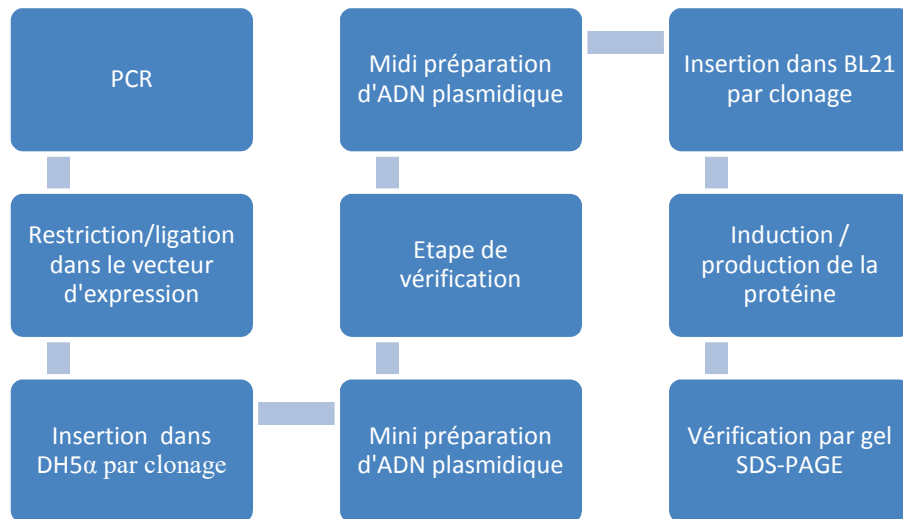 PCR
Restriction/ligation
dans le vecteur
d'expression
Insertion dans
DH5α par clonage
Mini préparation
d'ADN plasmidique
Etape de
vérification
Midi préparation
d'ADN plasmidique
Insertion dans BL21
par clonage
Induction /
production de la
protéine
Vérification par gel
SDS-PAGE